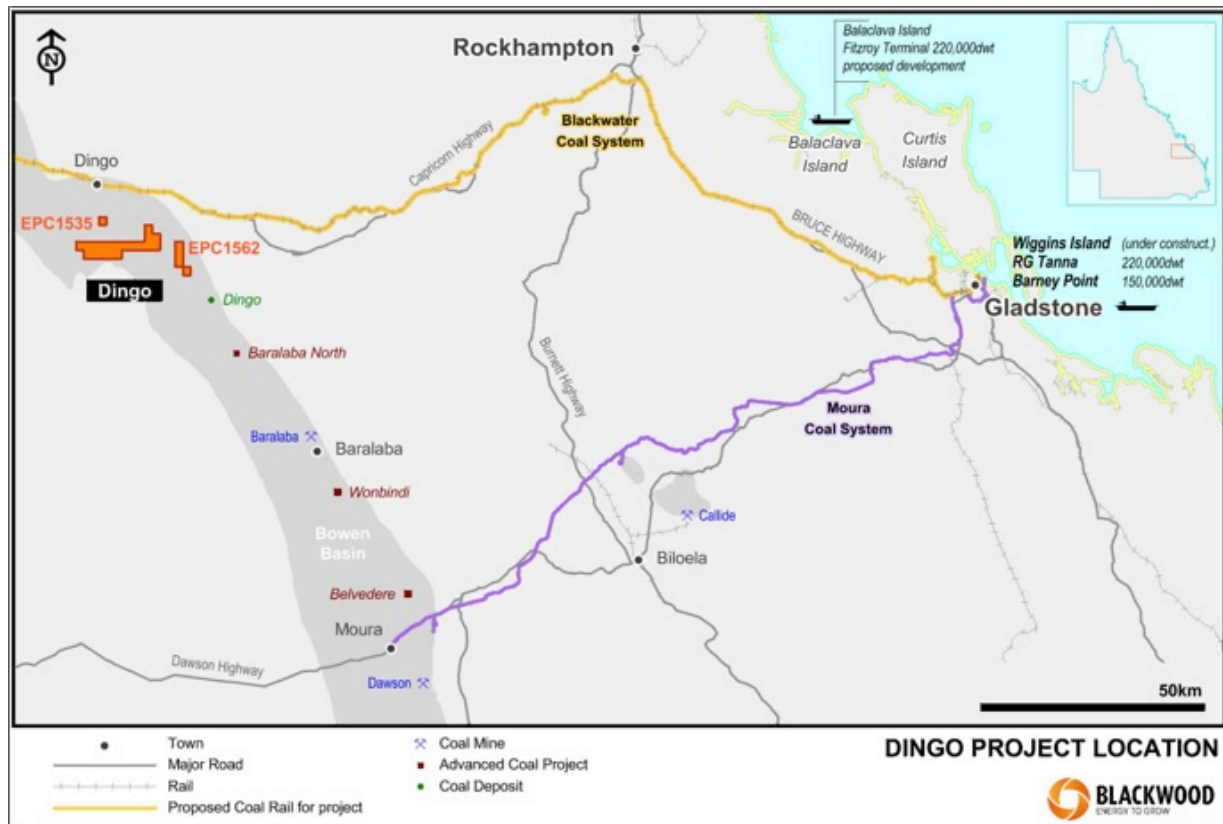 N
Rockhampton
Balaclava Island
Fitzroy Terminal 220,000dwt
proposed development
Blackwater
Coal System
Capricorn Highway
Balaclava
Island
Curtis
Island
Dingo
EPC1535
EPC1562
Dingo
BRUCE HIGHWAY
Wiggins Island (under construct.)
RG Tanna 220,000dwt
Barney Point 150,000dwt
Gladstone
Dingo
Baralaba North
Burnett Highway
Moura
Coal System
Baralaba
Baralaba
Wonbindi
Callide
Bowen
Basin
Biloela
Belvedere
Moura
Dawson Highway
Dawson
50km
Town
Major Road
Rail
Proposed Coal Rail for project
Coal Mine
Advanced Coal Project
Coal Deposit
DINGO PROJECT LOCATION
BLACKWOOD
ENERGY TO GROW